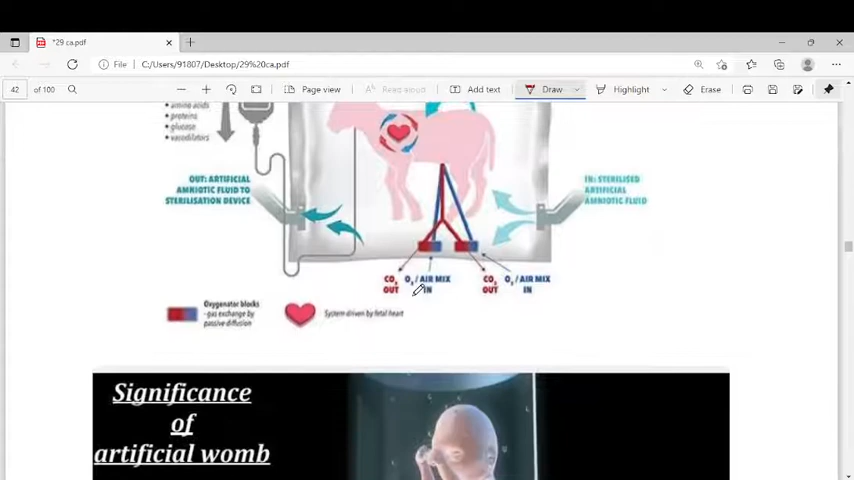 *29 ca.pdf
File C:/Users/91807/Desktop/29%20ca.pdf
42 of 100
Page view
Read aloud
Add text
Draw
Highlight
Erase
• amino acids
• proteins
• glucose
• vasodilators
OUT: ARTIFICIAL
AMNIOTIC FLUID TO
STERILISATION DEVICE
IN: STERILISED
ARTIFICIAL
AMNIOTIC FLUID
CO₂ OUT
O₂ / AIR MIX IN
CO₂ OUT
O₂ / AIR MIX IN
Oxygenator blocks
-gas exchange by
passive diffusion
System driven by fetal heart
Significance
of
artificial womb